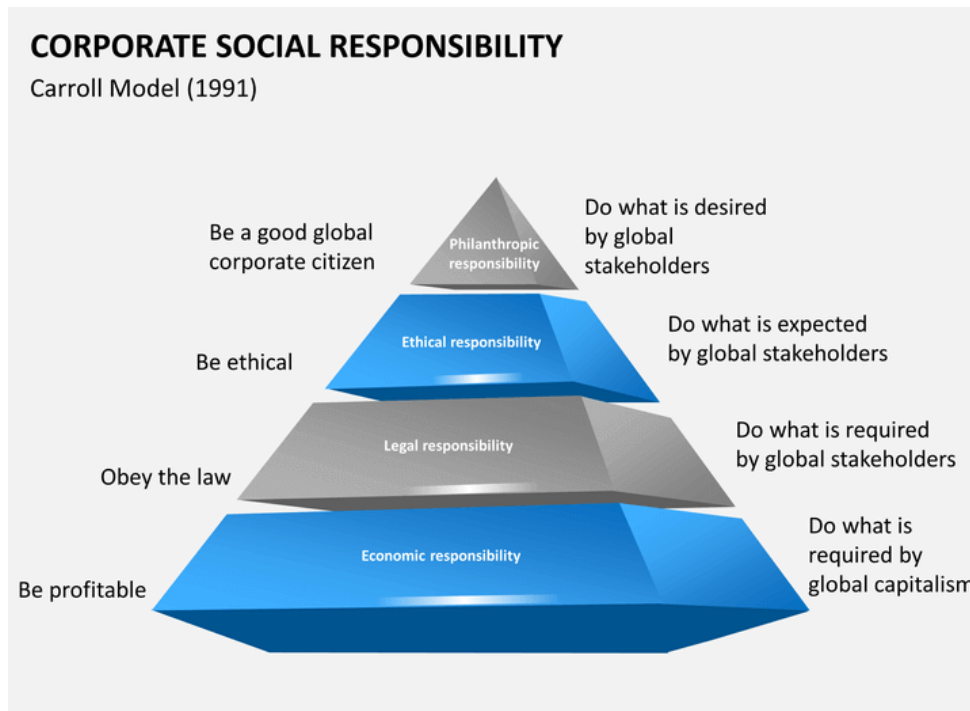 CORPORATE SOCIAL RESPONSIBILITY
Carroll Model (1991)
Be a good global
corporate citizen
Philanthropic
responsibility
Do what is desired
by global
stakeholders
Be ethical
Ethical responsibility
Do what is expected
by global stakeholders
Obey the law
Legal responsibility
Do what is required
by global stakeholders
Be profitable
Economic responsibility
Do what is
required by
global capitalism